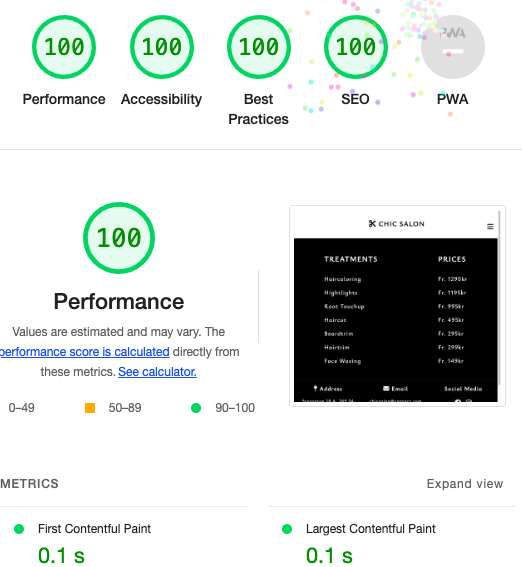 100
100
100
100
PWA
Performance
Accessibility
Best
Practices
SEO
PWA
100
Performance
Values are estimated and may vary. The
performance score is calculated directly from
these metrics. See calculator.
0–49
50–89
90–100
CHIC SALON
TREATMENTS PRICES
Haircoloring Fr. 1290kr
Hightlights Fr. 1195kr
Root Touchup Fr. 995kr
Haircut Fr. 495kr
Beardtrim Fr. 295kr
Hairtrim Fr. 299kr
Face Waxing Fr. 149kr
Address Email Social Media
METRICS
Expand view
First Contentful Paint
0.1 s
Largest Contentful Paint
0.1 s